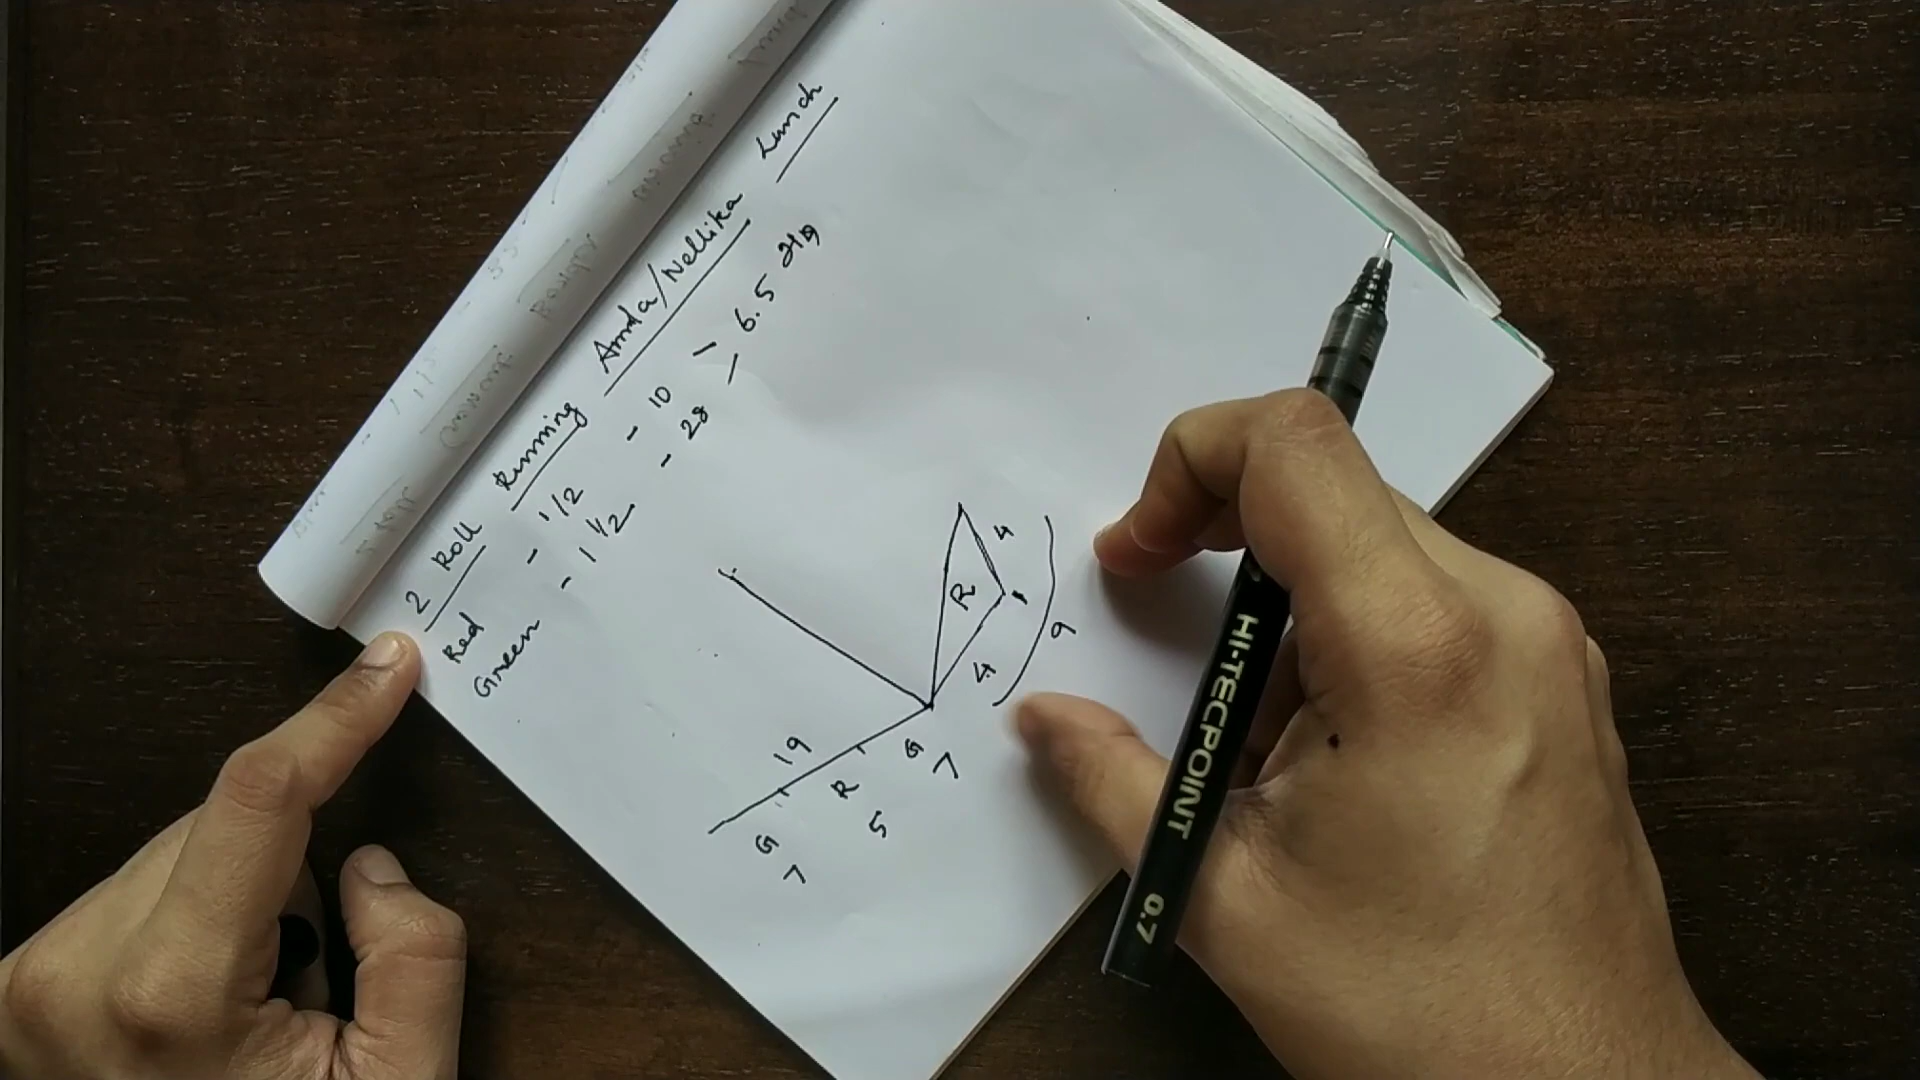 2 Roll Running Amla/Nellika Lunch
Red - 1/2 - 10 - 6.5
Green - 1 1/2 - 28 -
4
R
9
4
19
G
7
R
5
G
7
HI-TECPOINT 0.7